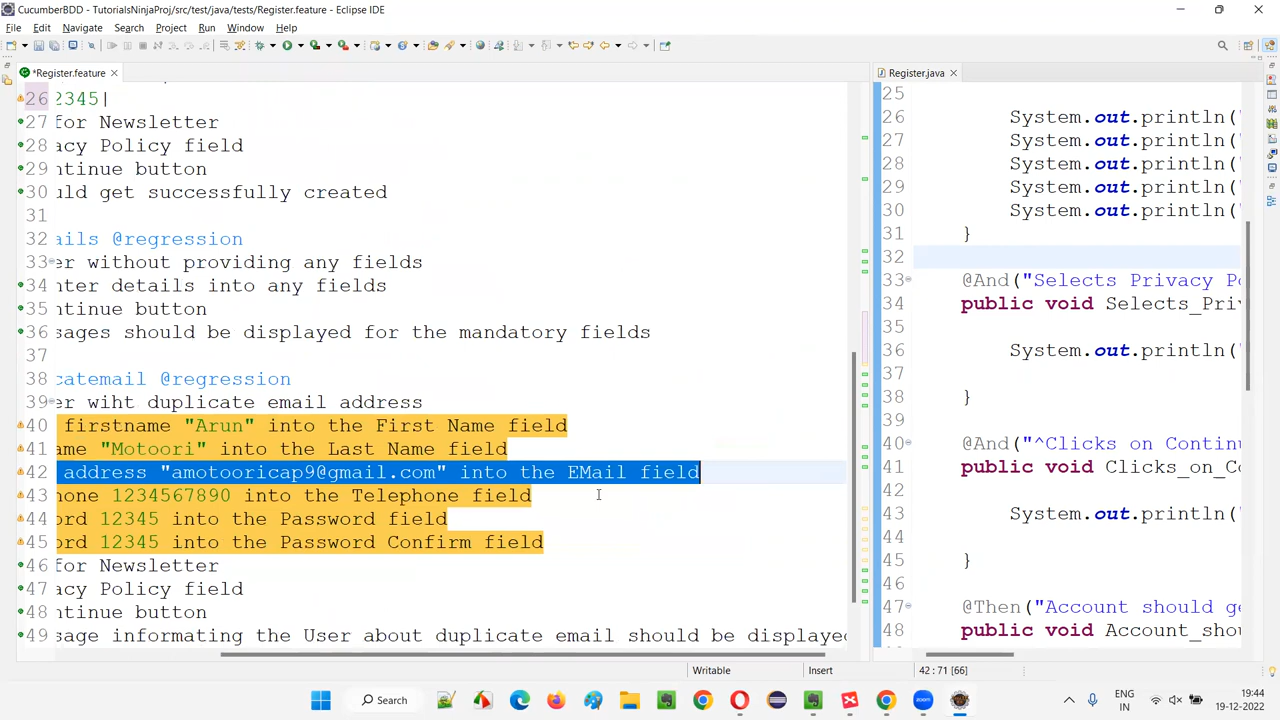 CucumberBDD - TutorialsNinjaProj/src/test/java/tests/Register.feature - Eclipse IDE
File Edit Navigate Search Project Run Window Help
*Register.feature
26 2345|
27 for Newsletter
28 acy Policy field
29 ntinue button
30 uld get successfully created
31
32 ails @regression
33 er without providing any fields
34 nter details into any fields
35 ntinue button
36 sages should be displayed for the mandatory fields
37
38 catemail @regression
39 er wiht duplicate email address
40 firstname "Arun" into the First Name field
41 ame "Motoori" into the Last Name field
42 address "amotooricap9@gmail.com" into the EMail field
43 hone 1234567890 into the Telephone field
44 ord 12345 into the Password field
45 ord 12345 into the Password Confirm field
46 for Newsletter
47 acy Policy field
48 ntinue button
49 sage informating the User about duplicate email should be displayed
Register.java
25
26 System.out.println("
27 System.out.println("
28 System.out.println("
29 System.out.println("
30 System.out.println("
31 }
32
33 @And("Selects Privacy Po
34 public void Selects_Priv
35
36 System.out.println("
37
38 }
39
40 @And("^Clicks on Continu
41 public void Clicks_on_Co
42
43 System.out.println("
44
45 }
46
47 @Then("Account should ge
48 public void Account_shou
Writable Insert 42 : 71 [66]
Search
ENG
IN
19:44
19-12-2022